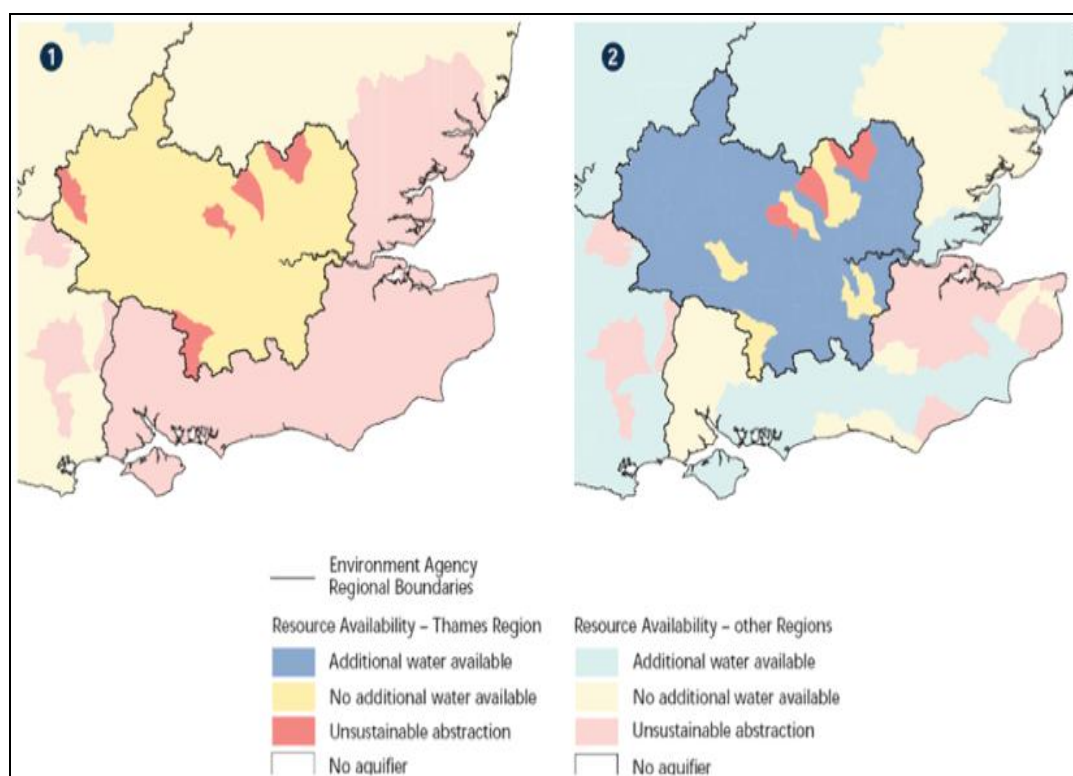 1
2
Environment Agency
Regional Boundaries
Resource Availability – Thames Region
Additional water available
No additional water available
Unsustainable abstraction
No aquifier
Resource Availability – other Regions
Additional water available
No additional water available
Unsustainable abstraction
No aquifier